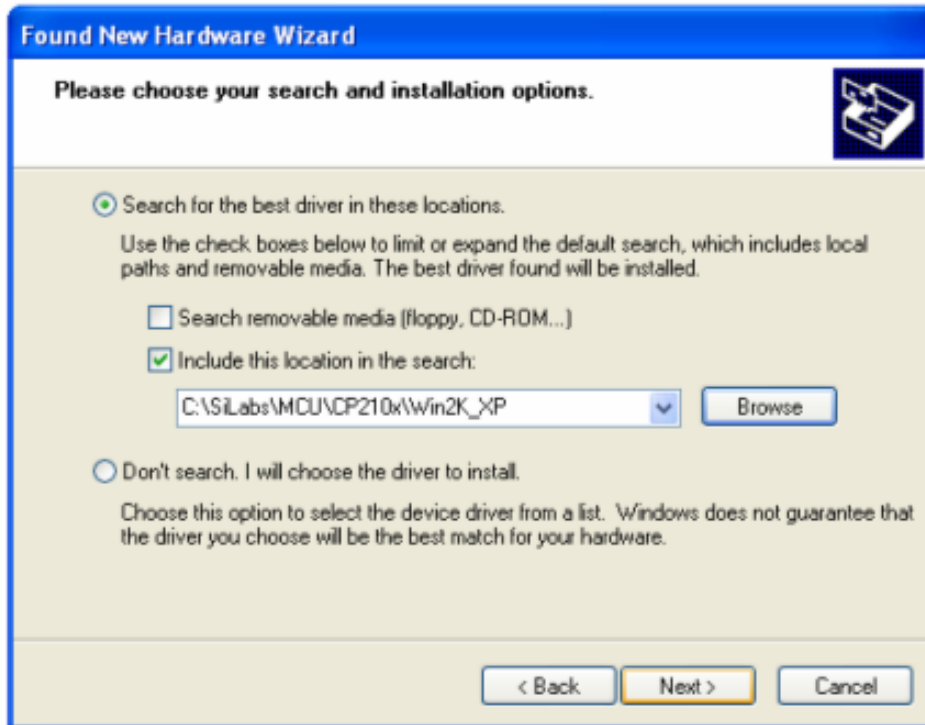 Found New Hardware Wizard
Please choose your search and installation options.
Search for the best driver in these locations.
Use the check boxes below to limit or expand the default search, which includes local
paths and removable media. The best driver found will be installed.
Search removable media (floppy, CD-ROM...)
Include this location in the search:
C:\SiLabs\MCU\CP210x\Win2K_XP
Browse
Don't search. I will choose the driver to install.
Choose this option to select the device driver from a list. Windows does not guarantee that
the driver you choose will be the best match for your hardware.
< Back Next > Cancel